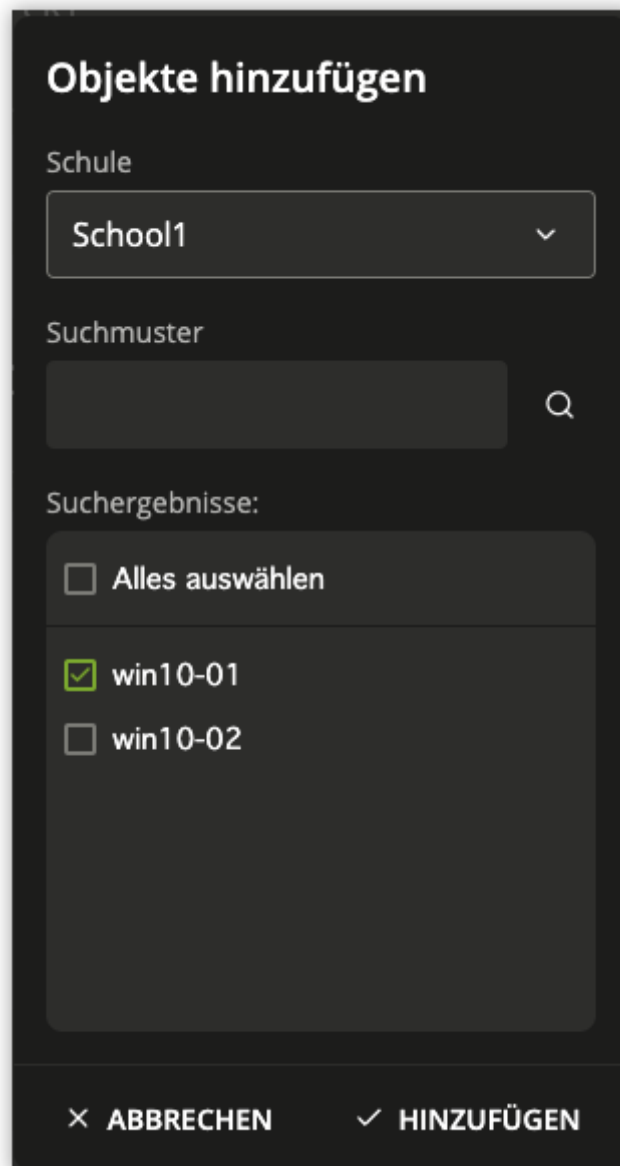 Objekte hinzufügen
Schule
School1
Suchmuster
Suchergebnisse:
Alles auswählen
win10-01
win10-02
ABBRECHEN HINZUFÜGEN